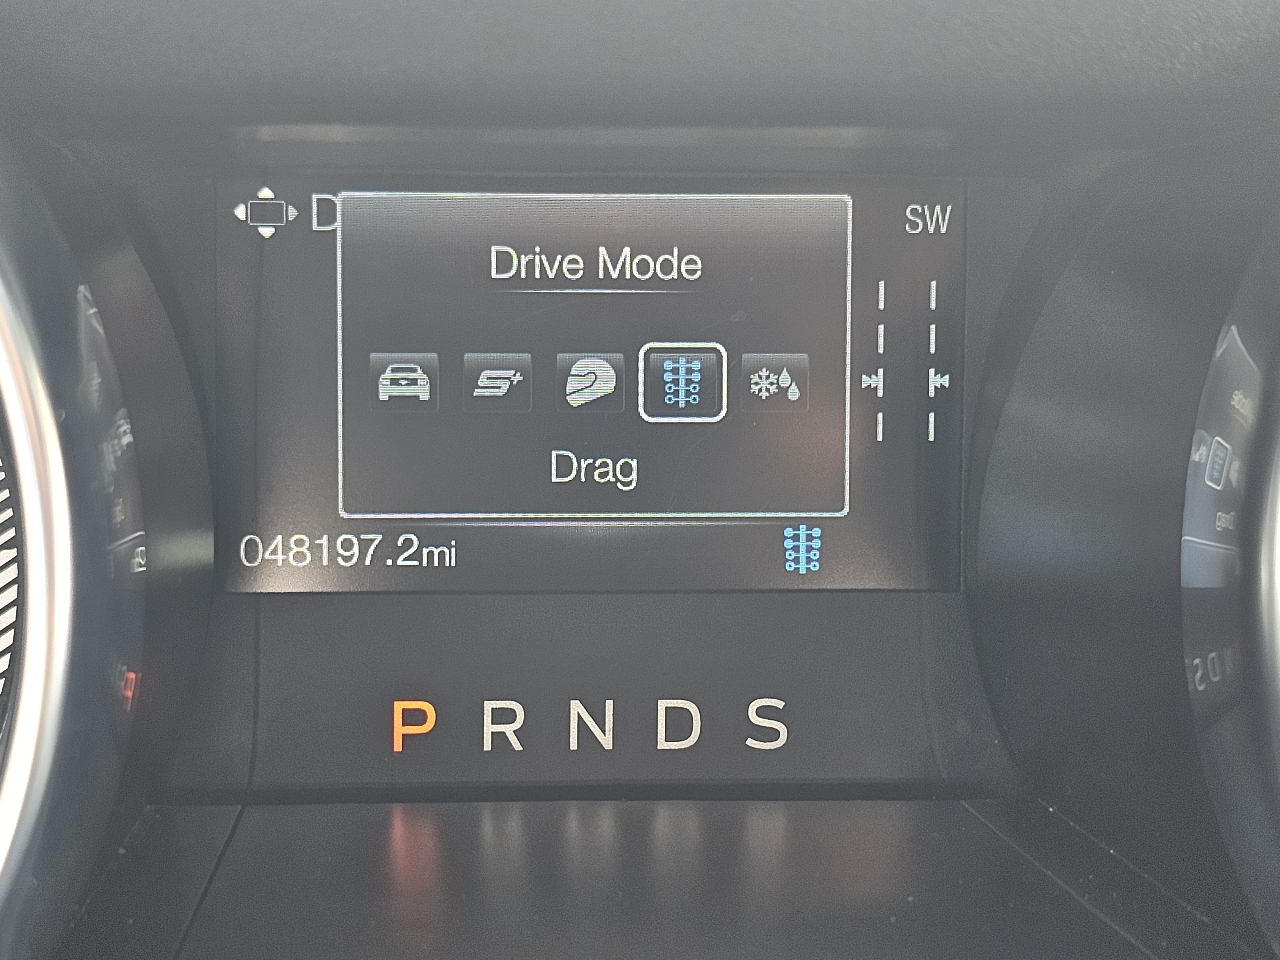 D
SW
Drive Mode
S+
Drag
048197.2mi
P R N D S